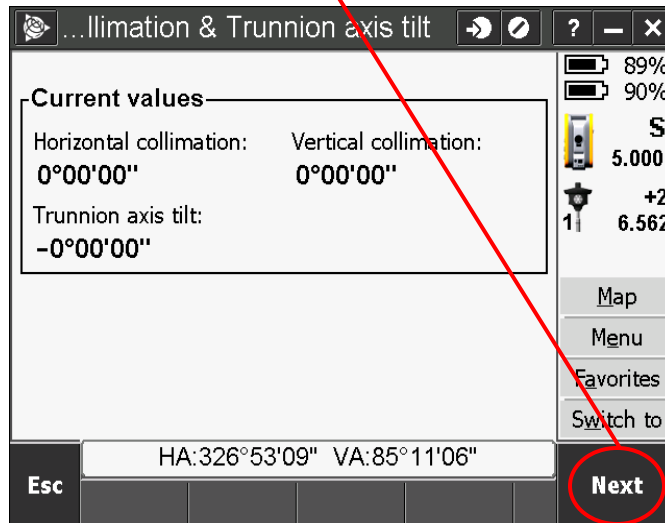 ...llimation & Trunnion axis tilt ? – ×
89%
90%
Current values
Horizontal collimation: Vertical collimation:
0°00'00" 0°00'00"
Trunnion axis tilt:
-0°00'00"
S
5.000
+2
1 6.562
Map
Menu
Favorites
Switch to
HA:326°53'09" VA:85°11'06"
Esc Next